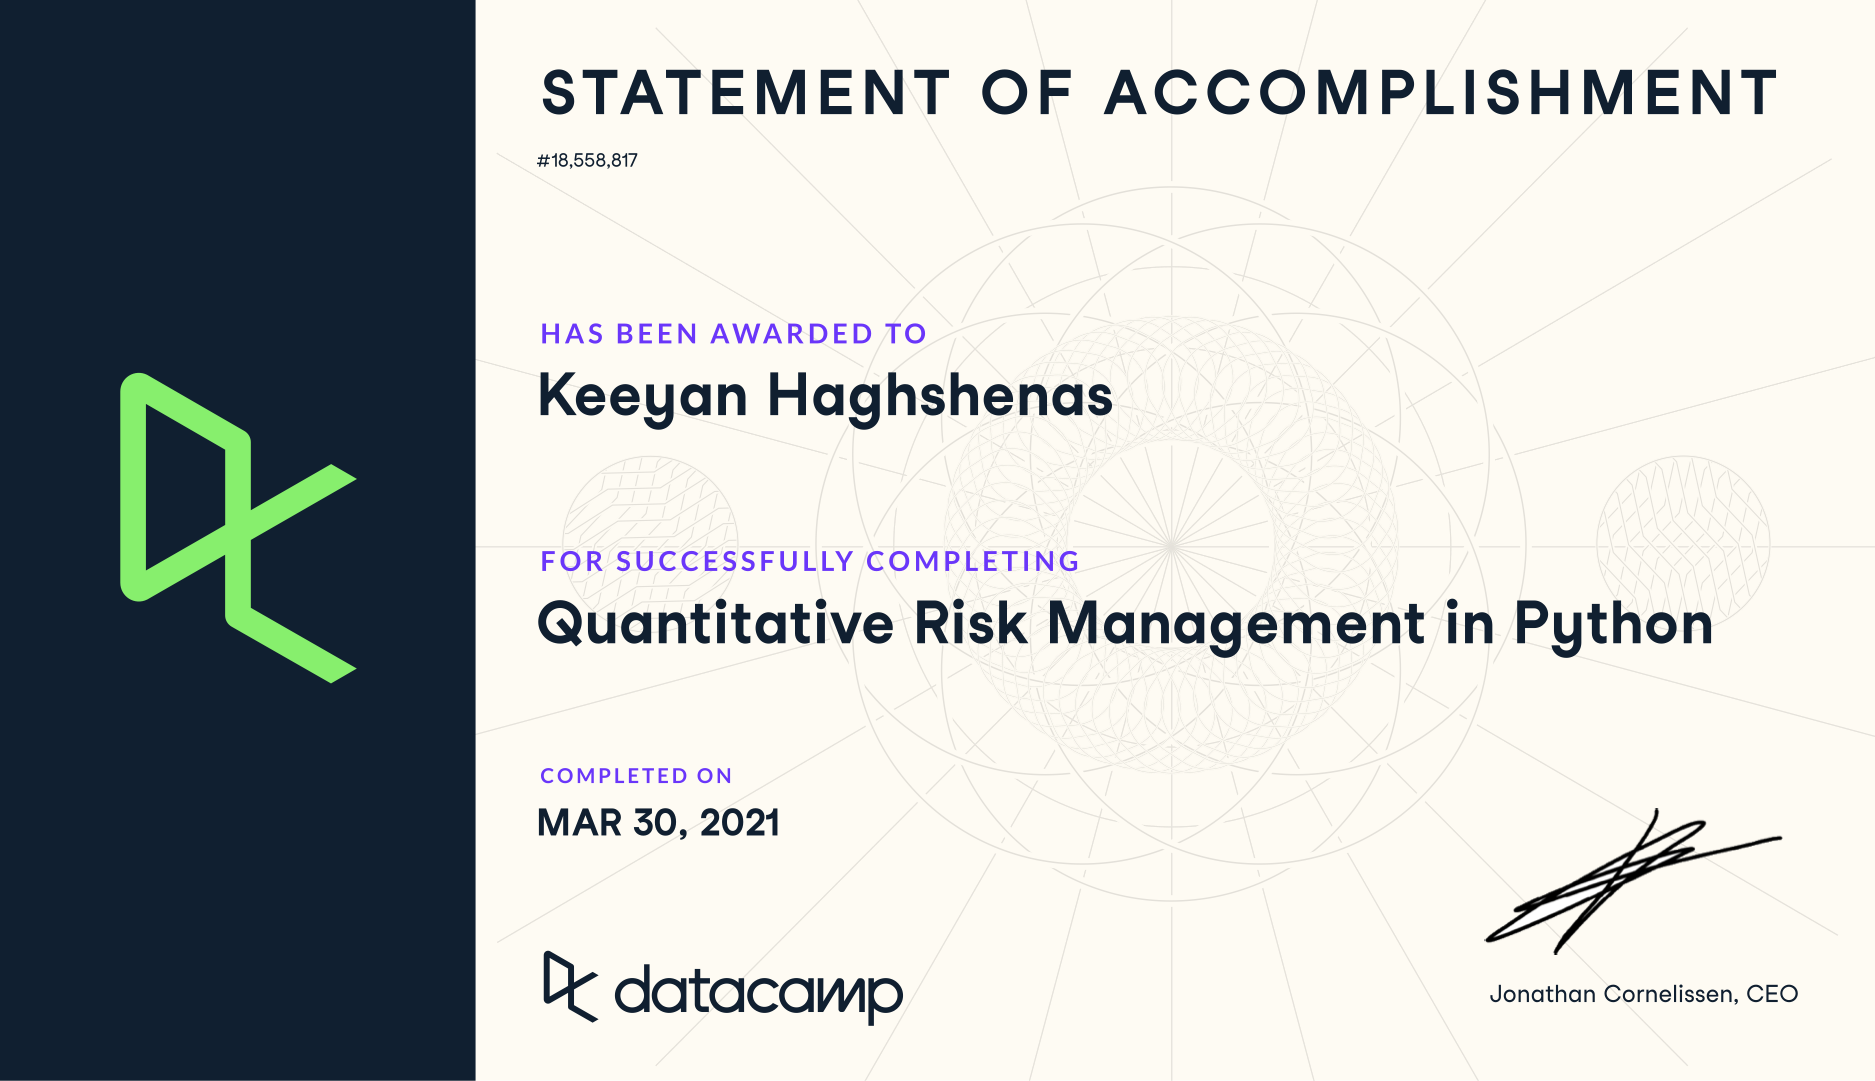 STATEMENT OF ACCOMPLISHMENT
#18,558,817
HAS BEEN AWARDED TO
Keeyan Haghshenas
FOR SUCCESSFULLY COMPLETING
Quantitative Risk Management in Python
COMPLETED ON
MAR 30, 2021
datacamp
Jonathan Cornelissen, CEO